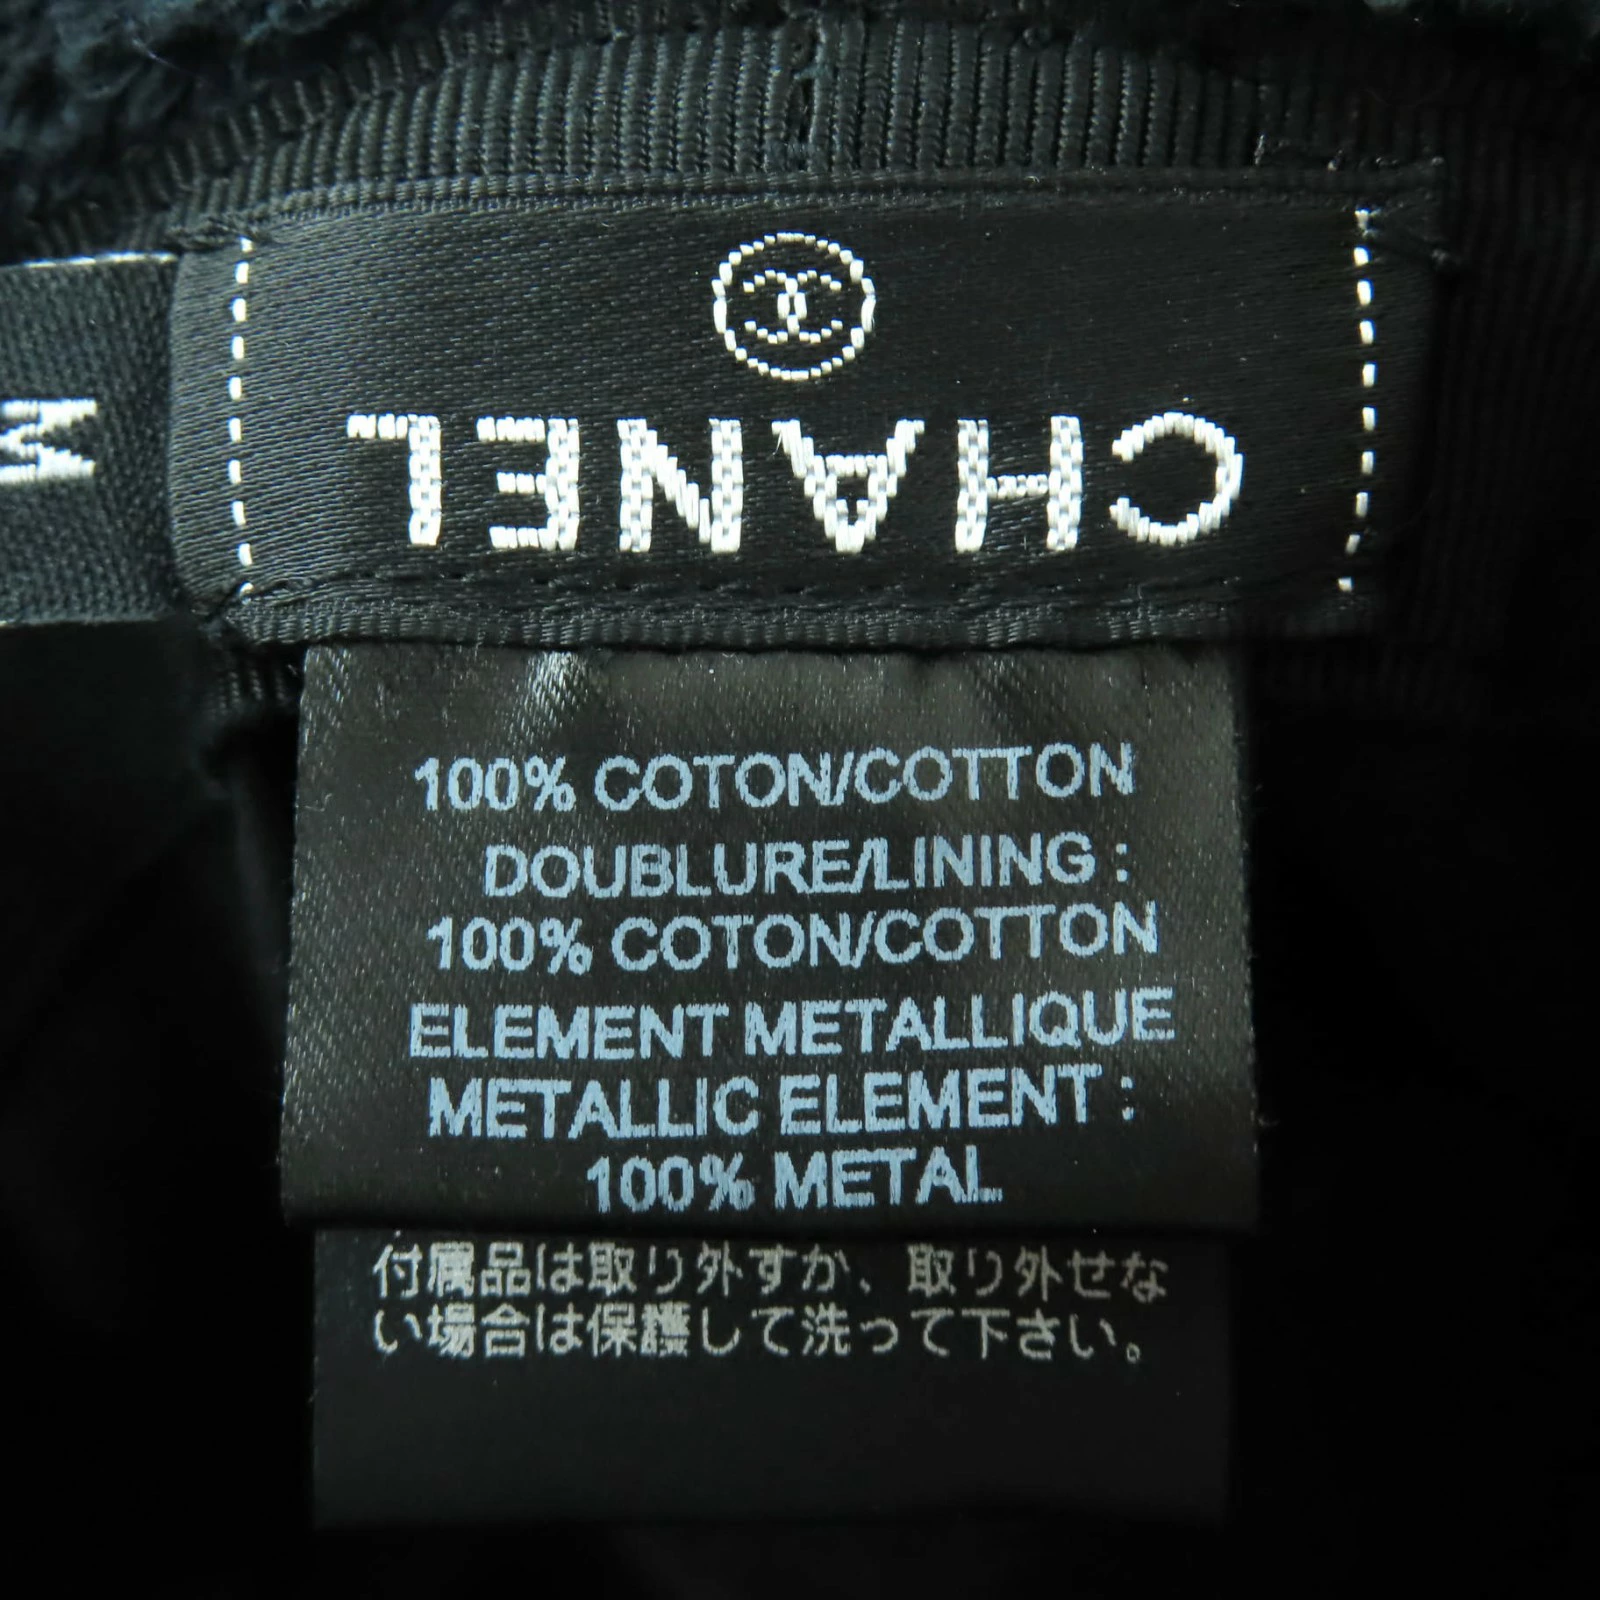 CHANEL
M
100% COTON/COTTON
DOUBLURE/LINING :
100% COTON/COTTON
ELEMENT METALLIQUE
METALLIC ELEMENT :
100% METAL
付属品は取り外すか、取り外せな
い場合は保護して洗って下さい。